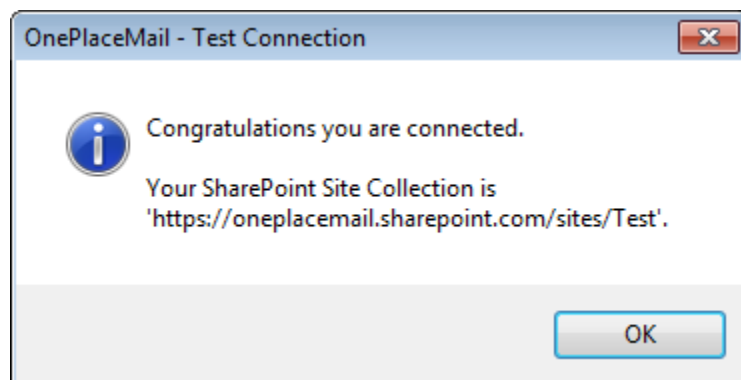 OnePlaceMail - Test Connection
Congratulations you are connected.
Your SharePoint Site Collection is
'https://oneplacemail.sharepoint.com/sites/Test'.
OK